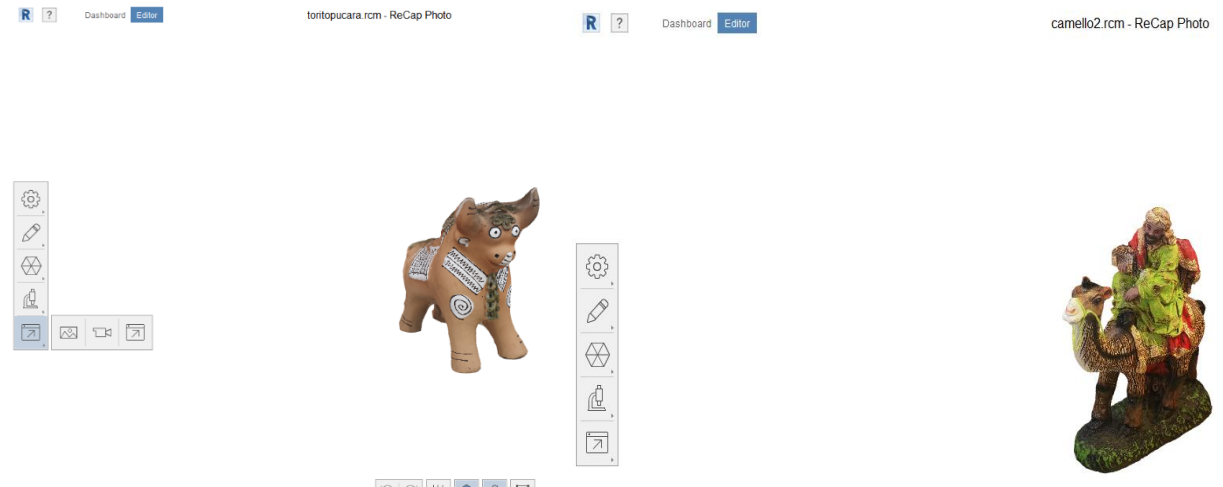 R ? Dashboard Editor toritopucara.rcm - ReCap Photo
R ? Dashboard Editor camello2.rcm - ReCap Photo